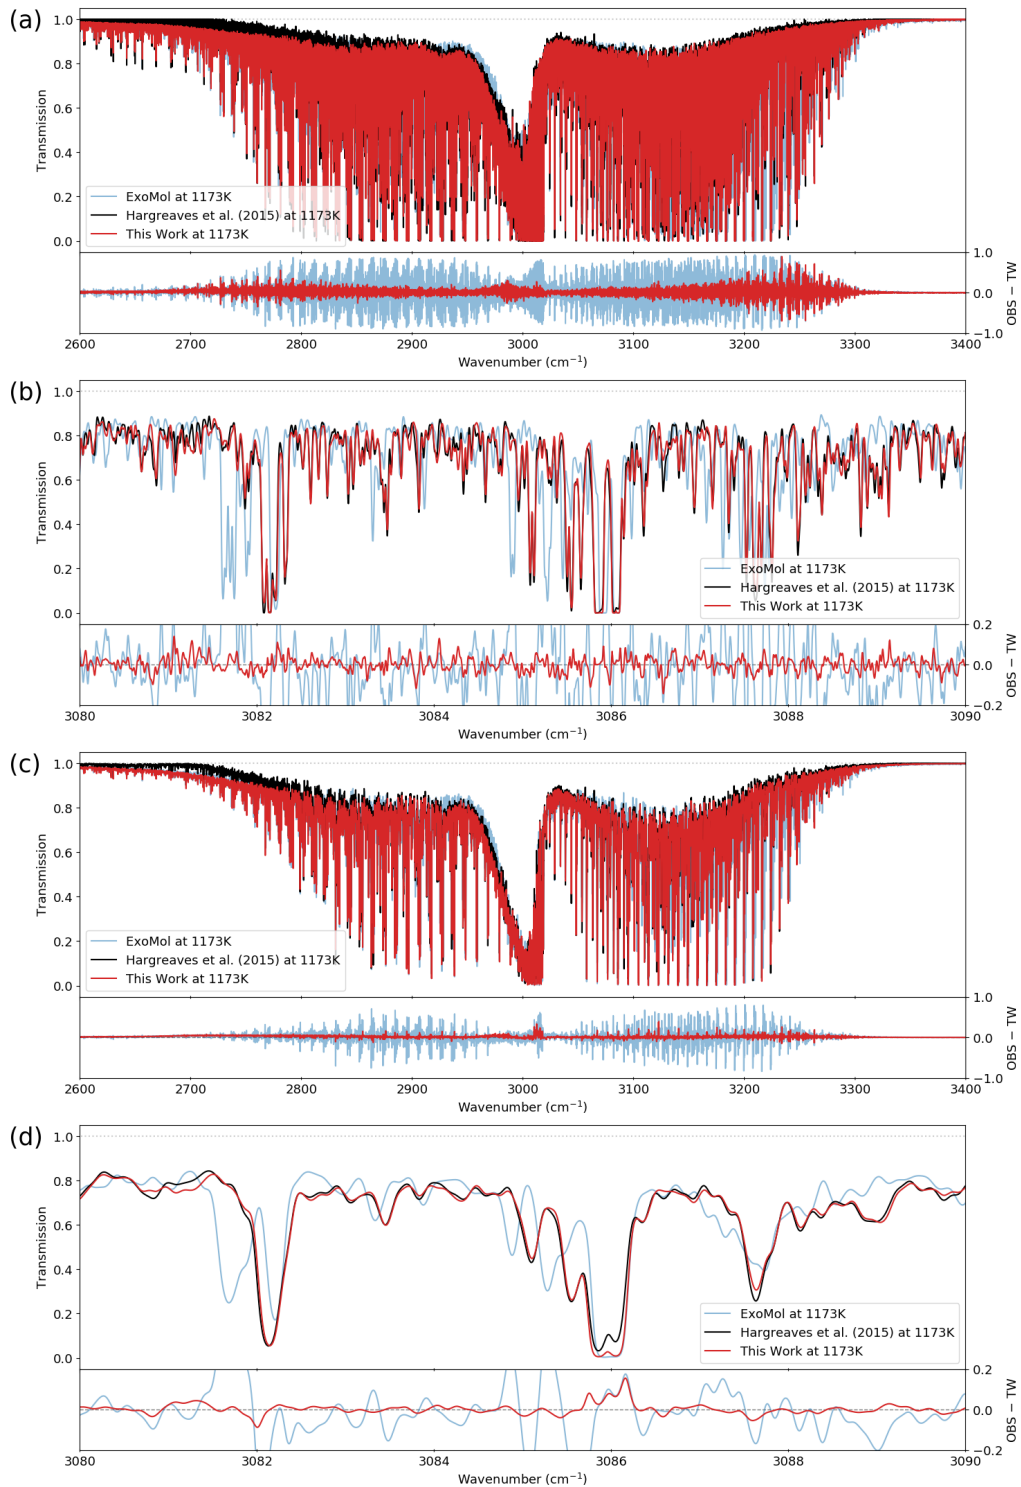 (a)
1.0
0.8
0.6
0.4
0.2
0.0
Transmission
ExoMol at 1173K
Hargreaves et al. (2015) at 1173K
This Work at 1173K
1.0
0.0
−1.0
OBS − TW
2600 2700 2800 2900 3000 3100 3200 3300 3400
Wavenumber (cm⁻¹)
(b)
1.0
0.8
0.6
0.4
0.2
0.0
Transmission
ExoMol at 1173K
Hargreaves et al. (2015) at 1173K
This Work at 1173K
0.2
0.0
−0.2
OBS − TW
3080 3082 3084 3086 3088 3090
Wavenumber (cm⁻¹)
(c)
1.0
0.8
0.6
0.4
0.2
0.0
Transmission
ExoMol at 1173K
Hargreaves et al. (2015) at 1173K
This Work at 1173K
1.0
0.0
−1.0
OBS − TW
2600 2700 2800 2900 3000 3100 3200 3300 3400
Wavenumber (cm⁻¹)
(d)
1.0
0.8
0.6
0.4
0.2
0.0
Transmission
ExoMol at 1173K
Hargreaves et al. (2015) at 1173K
This Work at 1173K
0.2
0.0
−0.2
OBS − TW
3080 3082 3084 3086 3088 3090
Wavenumber (cm⁻¹)